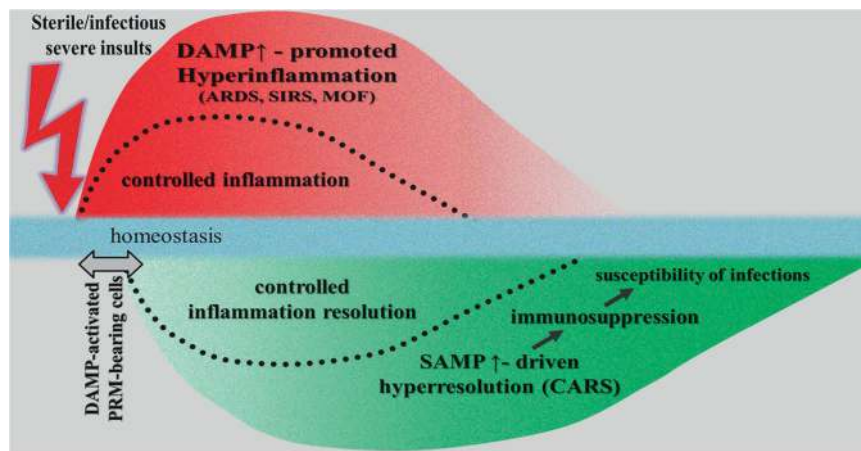 Sterile/infectious
severe insults
DAMP↑ - promoted
Hyperinflammation
(ARDS, SIRS, MOF)
controlled inflammation
homeostasis
DAMP-activated
PRM-bearing cells
controlled
inflammation resolution
susceptibility of infections
immunosuppression
SAMP ↑- driven
hyperresolution (CARS)